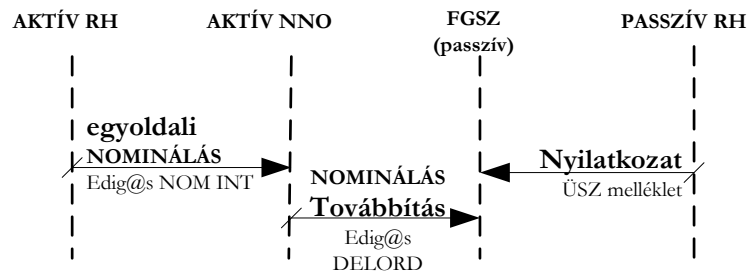 AKTÍV RH
AKTÍV NNO
FGSZ
(passzív)
PASSZÍV RH
egyoldali
NOMINÁLÁS
Edig@s NOM INT
NOMINÁLÁS
Továbbítás
Edig@s
DELORD
Nyilatkozat
ÜSZ melléklet